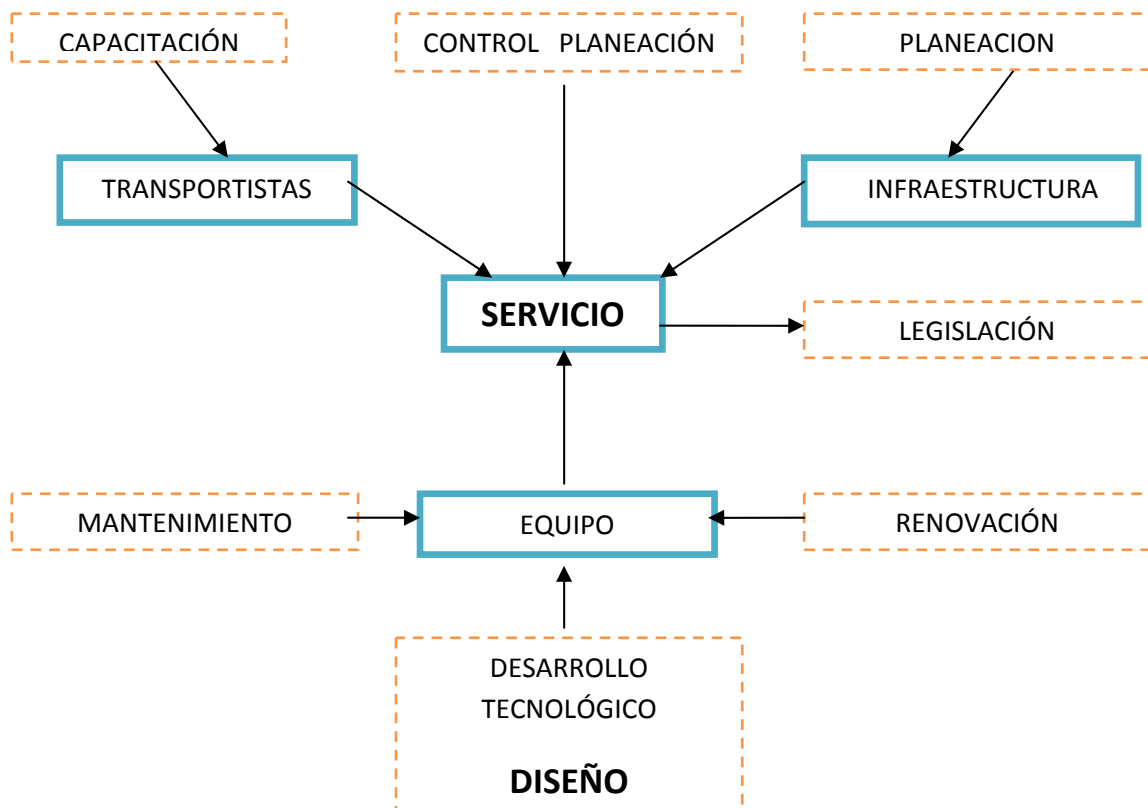 CAPACITACIÓN
CONTROL PLANEACIÓN
PLANEACION
TRANSPORTISTAS
INFRAESTRUCTURA
SERVICIO
LEGISLACIÓN
MANTENIMIENTO
EQUIPO
RENOVACIÓN
DESARROLLO
TECNOLÓGICO
DISEÑO